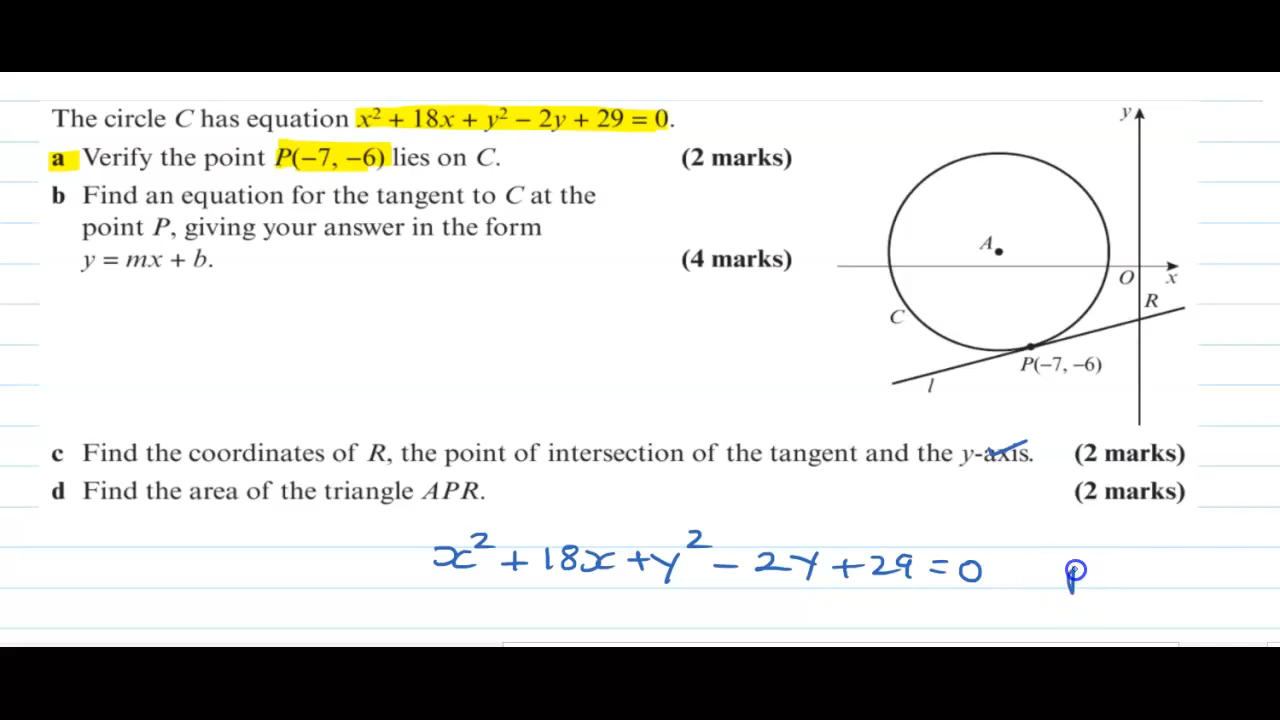 The circle C has equation x² + 18x + y² − 2y + 29 = 0.
a Verify the point P(−7, −6) lies on C. (2 marks)
b Find an equation for the tangent to C at the
point P, giving your answer in the form
y = mx + b. (4 marks)
y
A
O
x
R
C
P(−7, −6)
l
c Find the coordinates of R, the point of intersection of the tangent and the y-axis. (2 marks)
d Find the area of the triangle APR. (2 marks)
x² + 18x + y² − 2y + 29 = 0 P